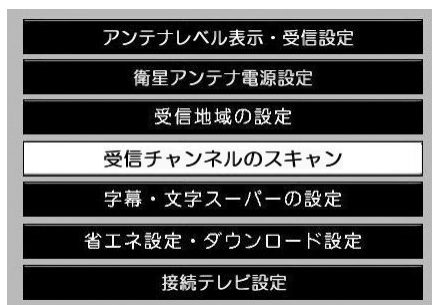 アンテナレベル表示・受信設定
衛星アンテナ電源設定
受信地域の設定
受信チャンネルのスキャン
字幕・文字スーパーの設定
省エネ設定・ダウンロード設定
接続テレビ設定